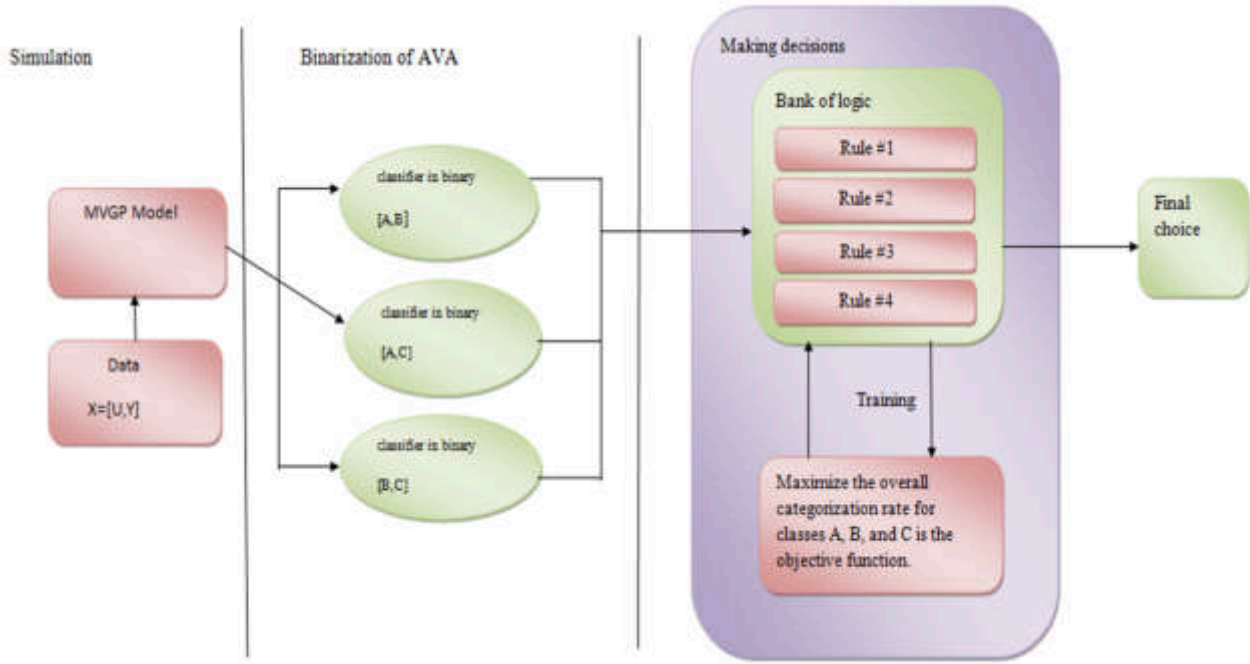 Simulation
Binarization of AVA
Making decisions
MVGP Model
Data
X=[U,Y]
classifier in binary
[A,B]
classifier in binary
[A,C]
classifier in binary
[B,C]
Bank of logic
Rule #1
Rule #2
Rule #3
Rule #4
Training
Maximize the overall
categorization rate for
classes A, B, and C is the
objective function.
Final
choice